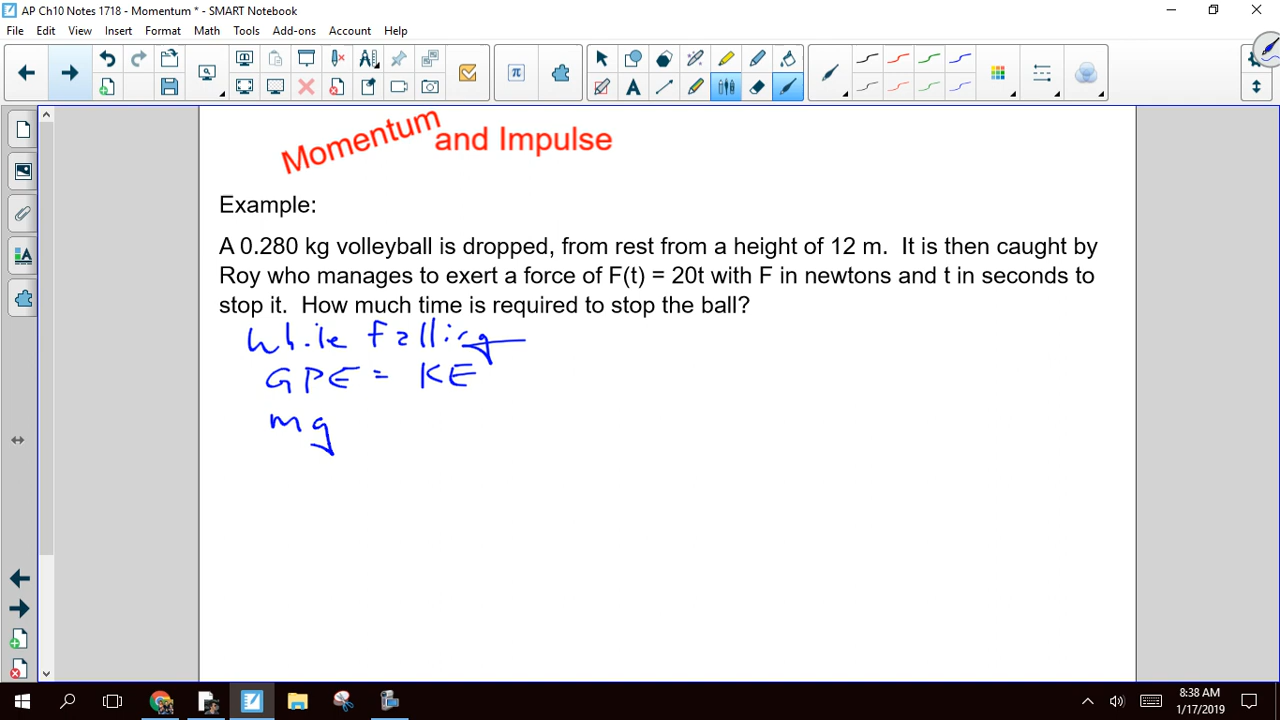 AP Ch10 Notes 1718 - Momentum * - SMART Notebook
File Edit View Insert Format Math Tools Add-ons Account Help
Momentum and Impulse
Example:
A 0.280 kg volleyball is dropped, from rest from a height of 12 m. It is then caught by
Roy who manages to exert a force of F(t) = 20t with F in newtons and t in seconds to
stop it. How much time is required to stop the ball?
while falling
GPE = KE
mg
8:38 AM
1/17/2019